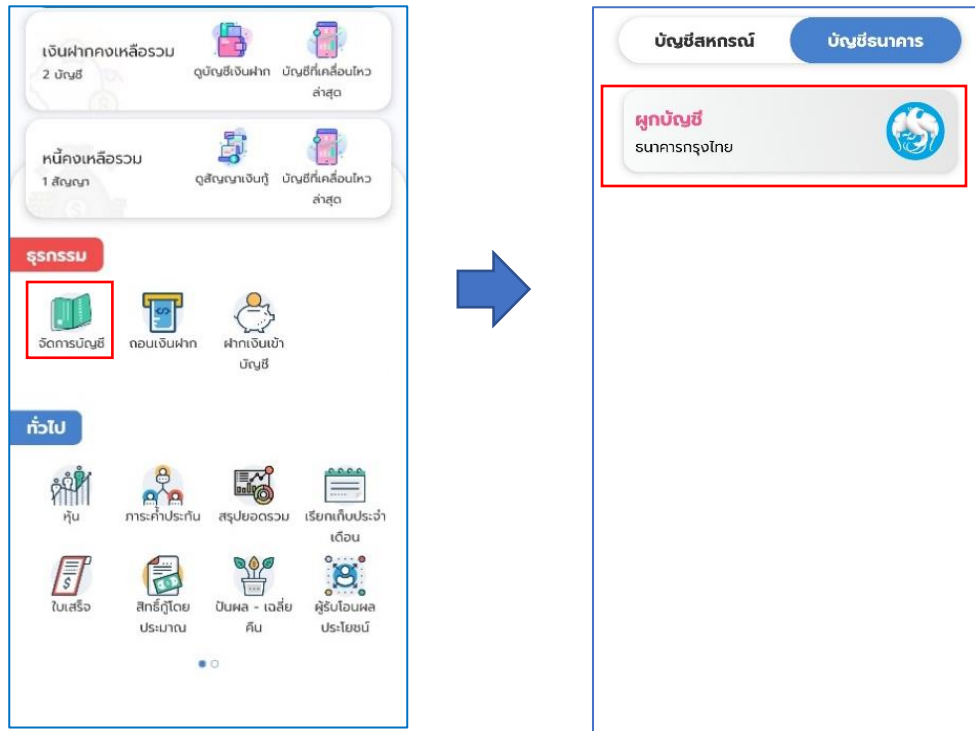 เงินฝากคงเหลือรวม
2 บัญชี
ดูบัญชีเงินฝาก
บัญชีที่เคลื่อนไหว
ล่าสุด
หนี้คงเหลือรวม
1 สัญญา
ดูสัญญาเงินกู้
บัญชีที่เคลื่อนไหว
ล่าสุด
ธุรกรรม
จัดการบัญชี
ถอนเงินฝาก
ฝากเงินเข้า
บัญชี
ทั่วไป
หุ้น
ภาระค้ำประกัน
สรุปยอดรวม
เรียกเก็บประจำ
เดือน
ใบเสร็จ
สิทธิ์กู้โดย
ประมาณ
ปันผล - เฉลี่ย
คืน
ผู้รับโอนผล
ประโยชน์
บัญชีสหกรณ์
บัญชีธนาคาร
ผูกบัญชี
ธนาคารกรุงไทย